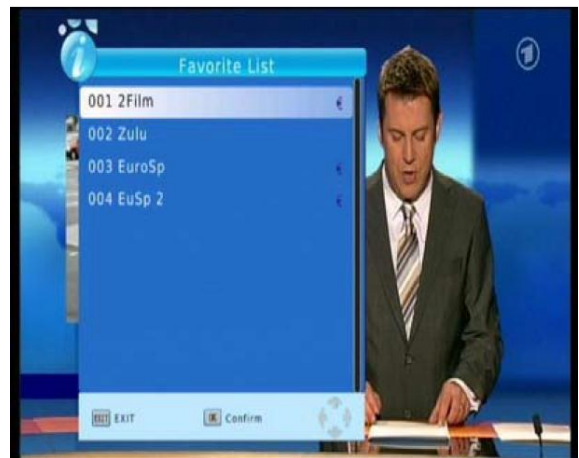 Favorite List
001 2Film €
002 Zulu
003 EuroSp €
004 EuSp 2 €
EXIT EXIT
OK Confirm
1